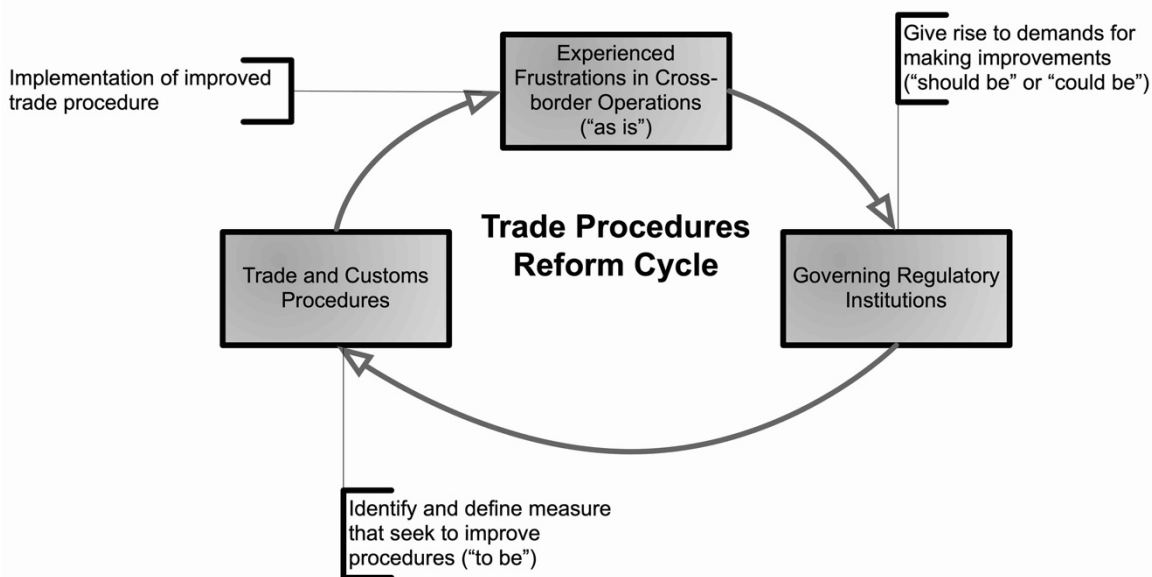 Implementation of improved
trade procedure
Experienced
Frustrations in Cross-
border Operations
(“as is”)
Give rise to demands for
making improvements
(“should be” or “could be”)
Trade Procedures
Reform Cycle
Trade and Customs
Procedures
Governing Regulatory
Institutions
Identify and define measure
that seek to improve
procedures (“to be”)